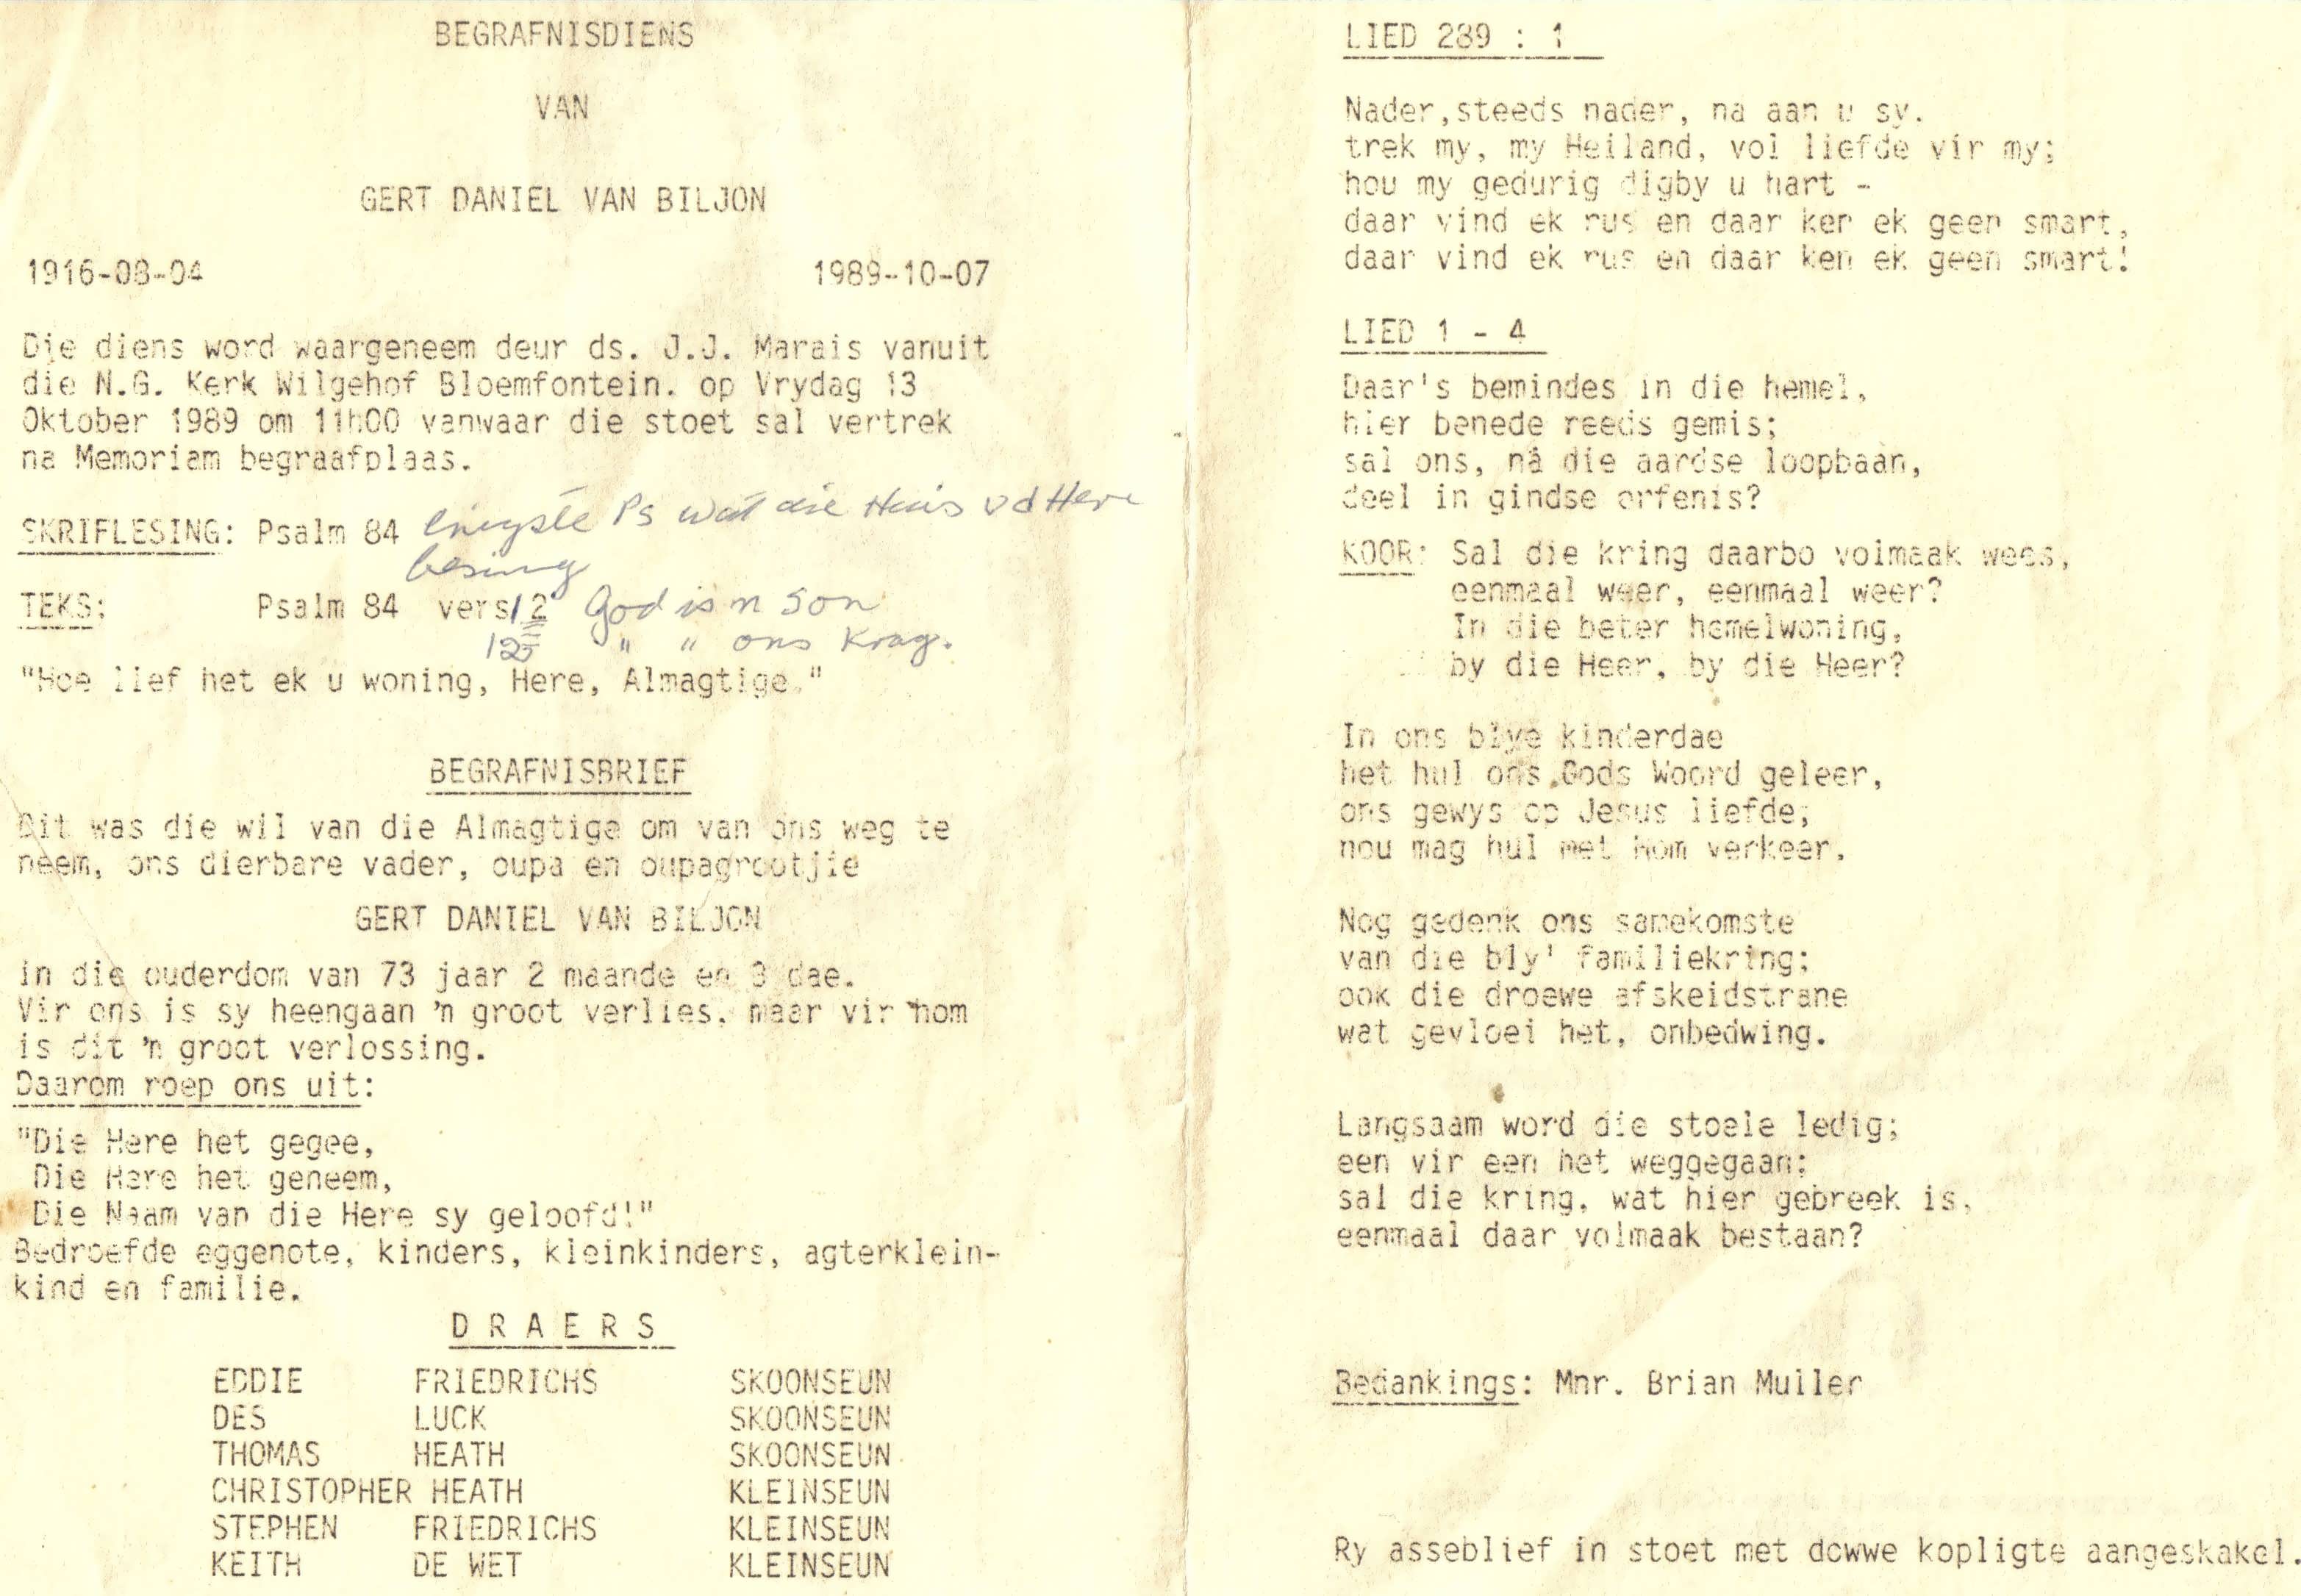 BEGRAFNISDIENS
VAN
GERT DANIEL VAN BILJON
1916-08-04 1989-10-07
Die diens word waargeneem deur ds. J.J. Marais vanuit
die N.G. Kerk Wilgehof Bloemfontein. op Vrydag 13
Oktober 1989 om 11h00 vanwaar die stoet sal vertrek
na Memoriam begraafplaas.
SKRIFLESING: Psalm 84 enigste Ps wat die Huis v d Here
besing
TEKS: Psalm 84 vers 12 God is n Son
12 " " ons Krag.
"Hoe lief het ek u woning, Here, Almagtige."
BEGRAFNISBRIEF
Dit was die wil van die Almagtige om van ons weg te
neem, ons dierbare vader, oupa en oupagrootjie
GERT DANIEL VAN BILJON
in die ouderdom van 73 jaar 2 maande en 3 dae.
Vir ons is sy heengaan 'n groot verlies, maar vir hom
is dit 'n groot verlossing.
Daarom roep ons uit:
"Die Here het gegee,
Die Here het geneem,
Die Naam van die Here sy geloofd!"
Bedroefde eggenote, kinders, kleinkinders, agterklein-
kind en familie.
D R A E R S
EDDIE FRIEDRICHS SKOONSEUN
DES LUCK SKOONSEUN
THOMAS HEATH SKOONSEUN
CHRISTOPHER HEATH KLEINSEUN
STEPHEN FRIEDRICHS KLEINSEUN
KEITH DE WET KLEINSEUN
LIED 289 : 1
Nader,steeds nader, na aan u sy.
trek my, my Heiland, vol liefde vir my;
hou my gedurig digby u hart -
daar vind ek rus en daar ken ek geen smart,
daar vind ek rus en daar ken ek geen smart!
LIED 1 - 4
Daar's bemindes in die hemel,
hier benede reeds gemis;
sal ons, ná die aardse loopbaan,
deel in gindse erfenis?
KOOR: Sal die kring daarbo volmaak wees,
eenmaal weer, eenmaal weer?
In die beter hemelwoning,
by die Heer, by die Heer?
In ons blye kinderdae
het hul ons Gods Woord geleer,
ons gewys op Jesus liefde;
nou mag hul met Hom verkeer.
Nog gedenk ons samekomste
van die bly' familiekring;
ook die droewe afskeidstrane
wat gevloei het, onbedwing.
Langsaam word die stoele ledig;
een vir een het weggegaan;
sal die kring, wat hier gebreek is,
eenmaal daar volmaak bestaan?
Bedankings: Mnr. Brian Muller
Ry asseblief in stoet met dowwe kopligte aangeskakel.